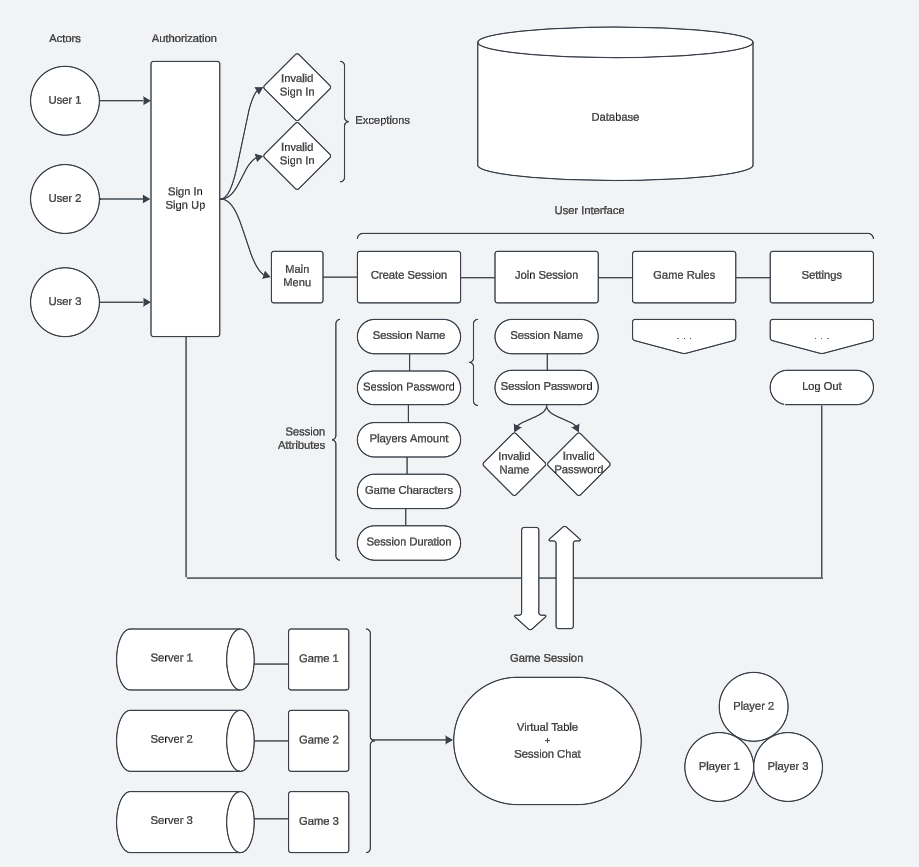 Actors
Authorization
User 1
User 2
User 3
Sign In
Sign Up
Invalid
Sign In
Invalid
Sign In
Exceptions
Database
User Interface
Main
Menu
Create Session
Join Session
Game Rules
Settings
Session
Attributes
Session Name
Session Password
Players Amount
Game Characters
Session Duration
Session Name
Session Password
Invalid
Name
Invalid
Password
. . .
. . .
Log Out
Server 1
Game 1
Server 2
Game 2
Server 3
Game 3
Game Session
Virtual Table
+
Session Chat
Player 2
Player 1
Player 3